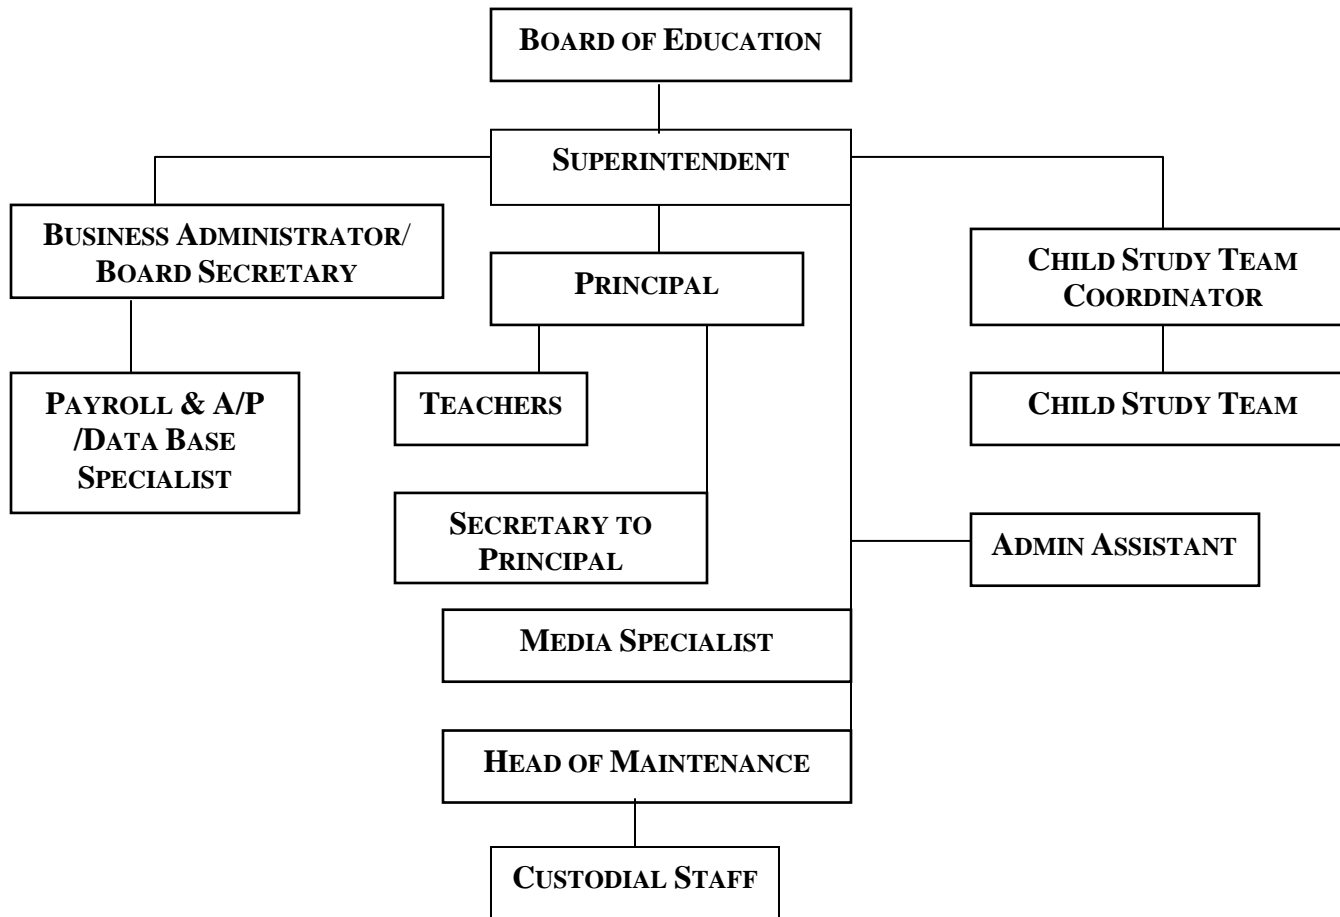 BOARD OF EDUCATION
SUPERINTENDENT
BUSINESS ADMINISTRATOR/
BOARD SECRETARY
PRINCIPAL
CHILD STUDY TEAM
COORDINATOR
PAYROLL & A/P
/DATA BASE
SPECIALIST
TEACHERS
CHILD STUDY TEAM
SECRETARY TO
PRINCIPAL
ADMIN ASSISTANT
MEDIA SPECIALIST
HEAD OF MAINTENANCE
CUSTODIAL STAFF